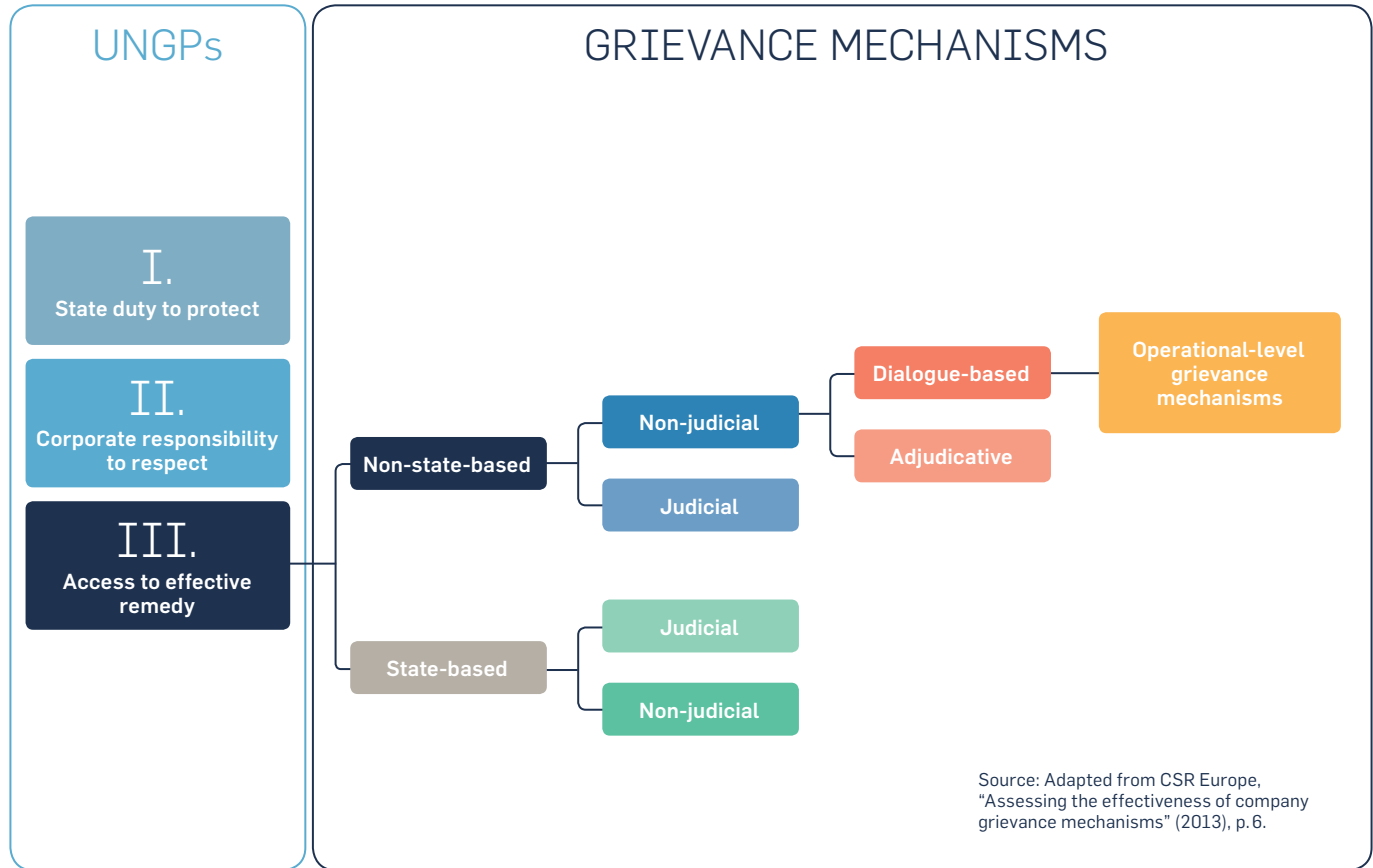 UNGPs
GRIEVANCE MECHANISMS
I.
State duty to protect
II.
Corporate responsibility
to respect
III.
Access to effective
remedy
Non-state-based
State-based
Non-judicial
Judicial
Judicial
Non-judicial
Dialogue-based
Adjudicative
Operational-level
grievance
mechanisms
Source: Adapted from CSR Europe,
“Assessing the effectiveness of company
grievance mechanisms” (2013), p. 6.